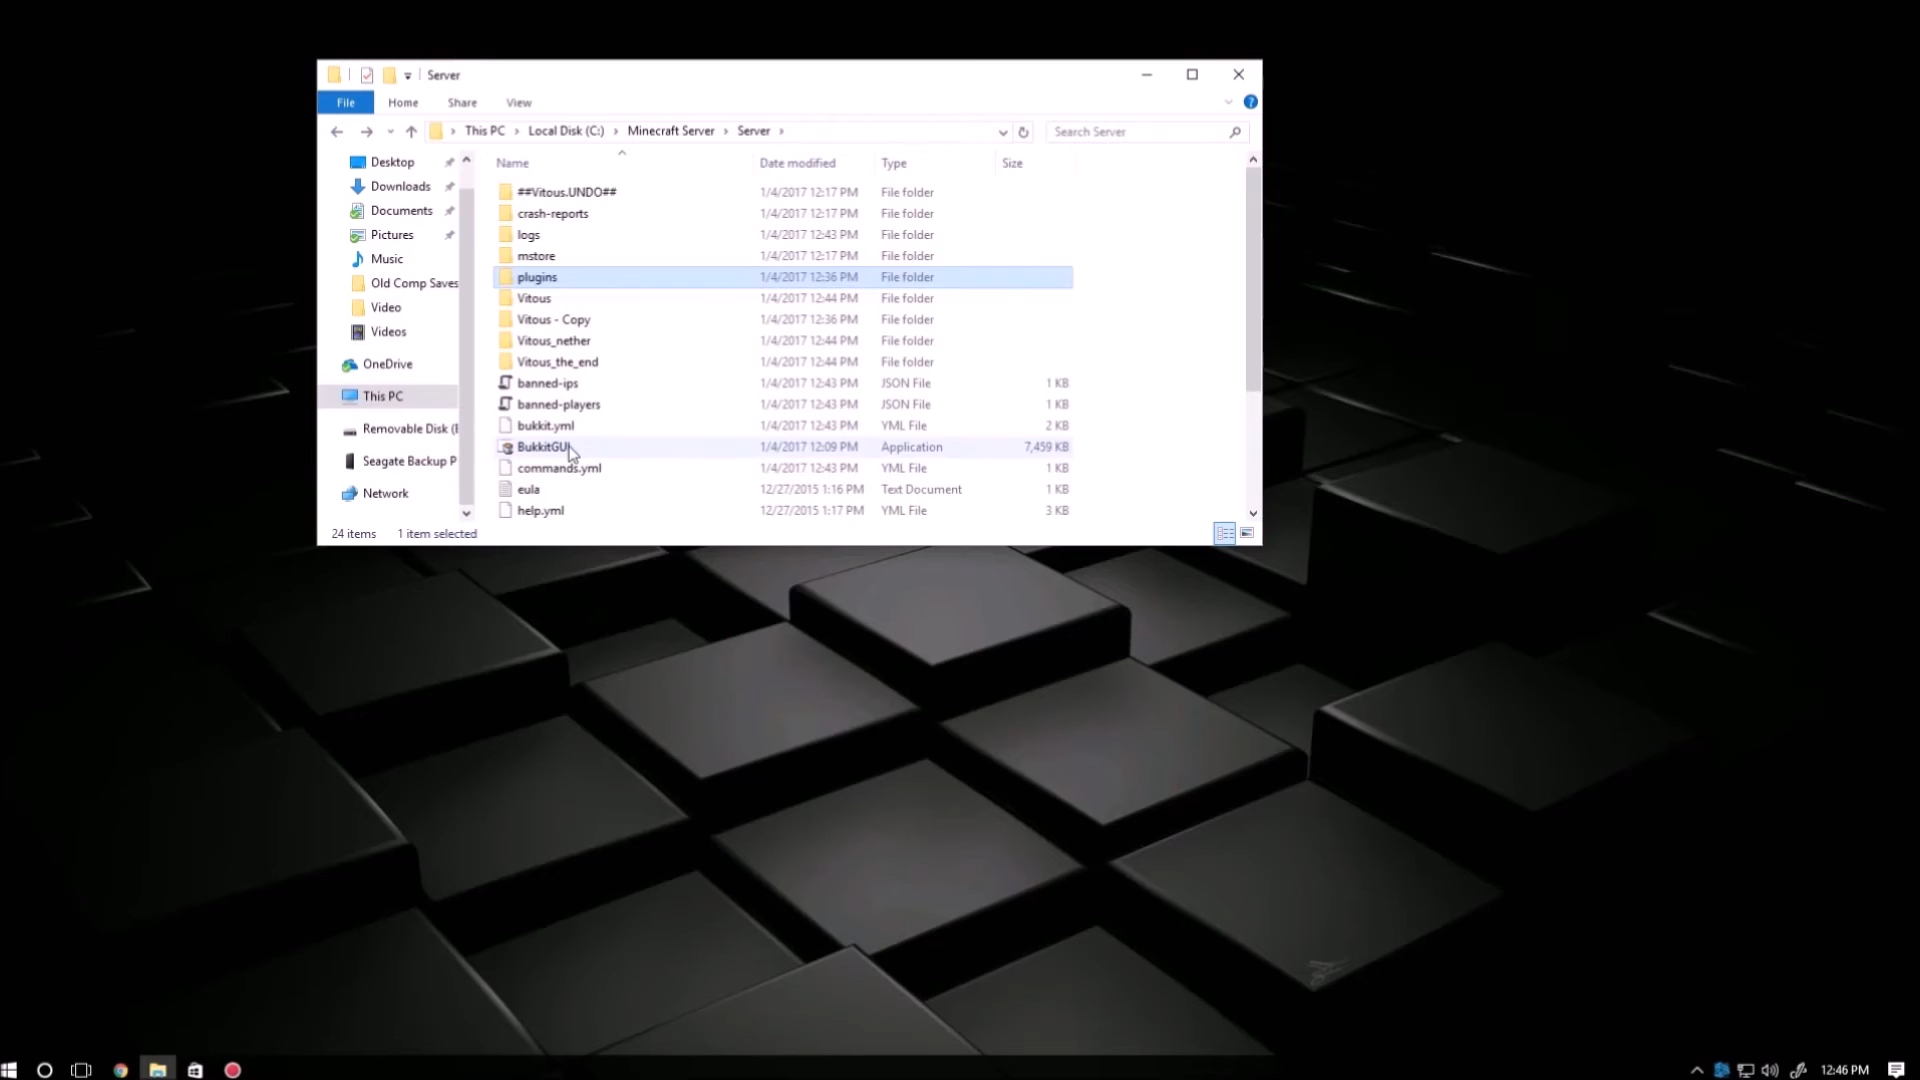 Server
File Home Share View
This PC Local Disk (C:) Minecraft Server Server
Search Server
Desktop
Downloads
Documents
Pictures
Music
Old Comp Saves
Video
Videos
OneDrive
This PC
Removable Disk (
Seagate Backup P
Network
Name Date modified Type Size
##Vitous.UNDO## 1/4/2017 12:17 PM File folder
crash-reports 1/4/2017 12:17 PM File folder
logs 1/4/2017 12:43 PM File folder
mstore 1/4/2017 12:17 PM File folder
plugins 1/4/2017 12:36 PM File folder
Vitous 1/4/2017 12:44 PM File folder
Vitous - Copy 1/4/2017 12:36 PM File folder
Vitous_nether 1/4/2017 12:44 PM File folder
Vitous_the_end 1/4/2017 12:44 PM File folder
banned-ips 1/4/2017 12:43 PM JSON File 1 KB
banned-players 1/4/2017 12:43 PM JSON File 1 KB
bukkit.yml 1/4/2017 12:43 PM YML File 2 KB
BukkitGUI 1/4/2017 12:09 PM Application 7,459 KB
commands.yml 1/4/2017 12:43 PM YML File 1 KB
eula 12/27/2015 1:16 PM Text Document 1 KB
help.yml 12/27/2015 1:17 PM YML File 3 KB
24 items 1 item selected
12:46 PM